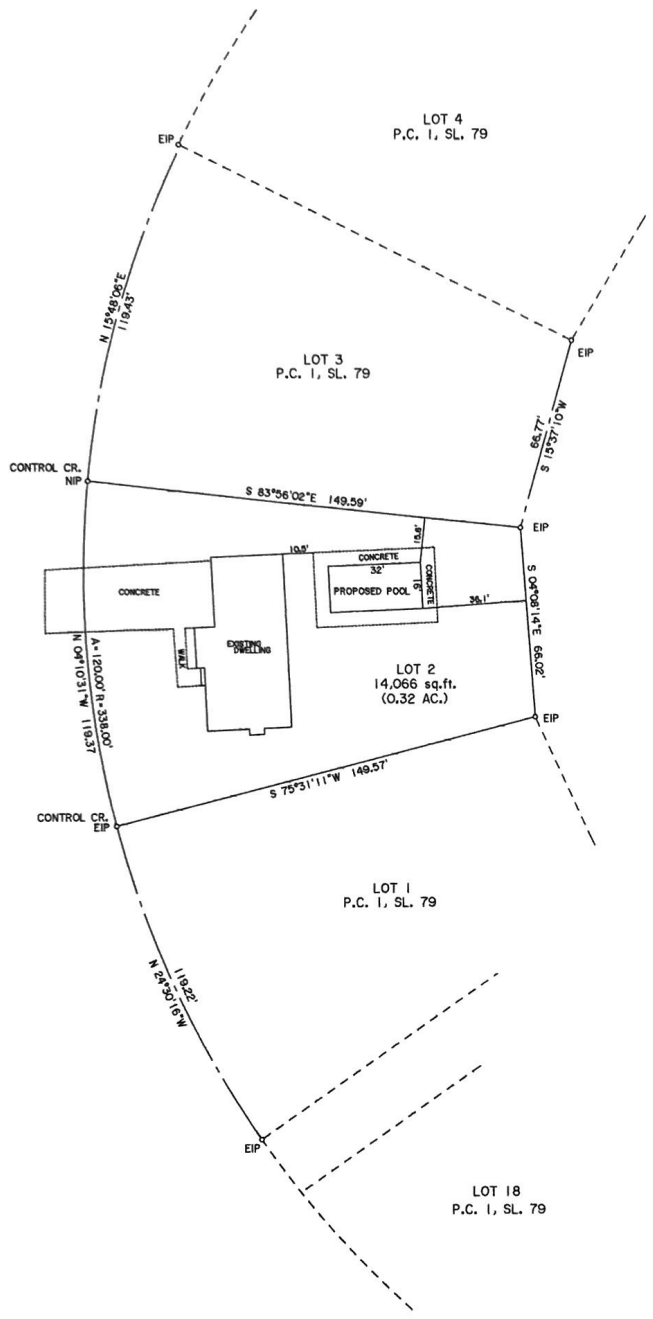 LOT 4
P.C. 1, SL. 79
EIP
N 15°48'06"E
119.43'
EIP
LOT 3
P.C. 1, SL. 79
66.77'
S 15°37'10"W
CONTROL CR.
NIP
S 83°56'02"E 149.59'
EIP
15.6'
10.5'
CONCRETE
32'
16'
CONCRETE
PROPOSED POOL
CONCRETE
36.1'
S 04°08'14"E 66.02'
WALK
EXISTING
DWELLING
A=120.00' R=338.00'
N 04°10'31"W 119.37
LOT 2
14,066 sq.ft.
(0.32 AC.)
EIP
S 75°31'11"W 149.57'
CONTROL CR.
EIP
LOT 1
P.C. 1, SL. 79
119.22'
N 24°30'16"W
EIP
LOT 18
P.C. 1, SL. 79